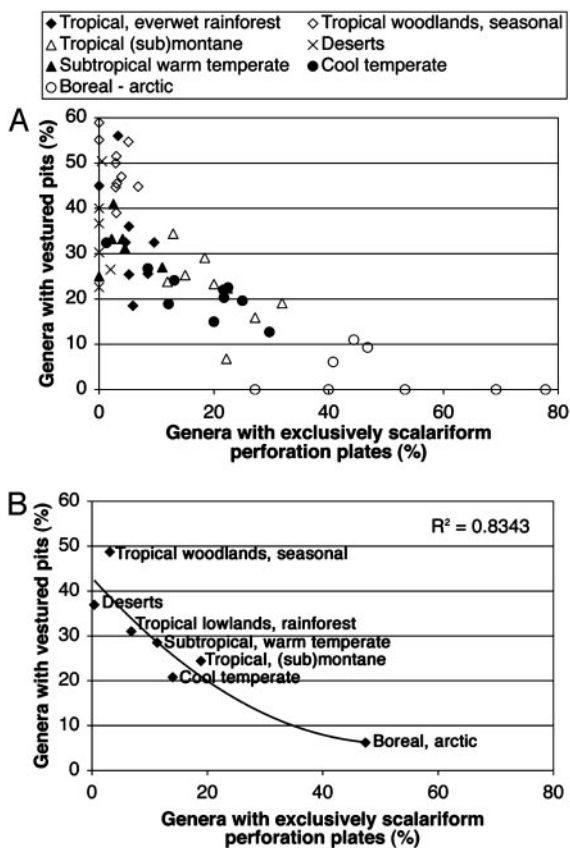 Tropical, everwet rainforest
Tropical woodlands, seasonal
Tropical (sub)montane
Deserts
Subtropical warm temperate
Cool temperate
Boreal - arctic
A
60
50
40
30
20
10
0
Genera with vestured pits (%)
0 20 40 60 80
Genera with exclusively scalariform
perforation plates (%)
B
60
50
40
30
20
10
0
Genera with vestured pits (%)
R² = 0.8343
Tropical woodlands, seasonal
Deserts
Tropical lowlands, rainforest
Subtropical, warm temperate
Tropical, (sub)montane
Cool temperate
Boreal, arctic
0 20 40 60 80
Genera with exclusively scalariform
perforation plates (%)